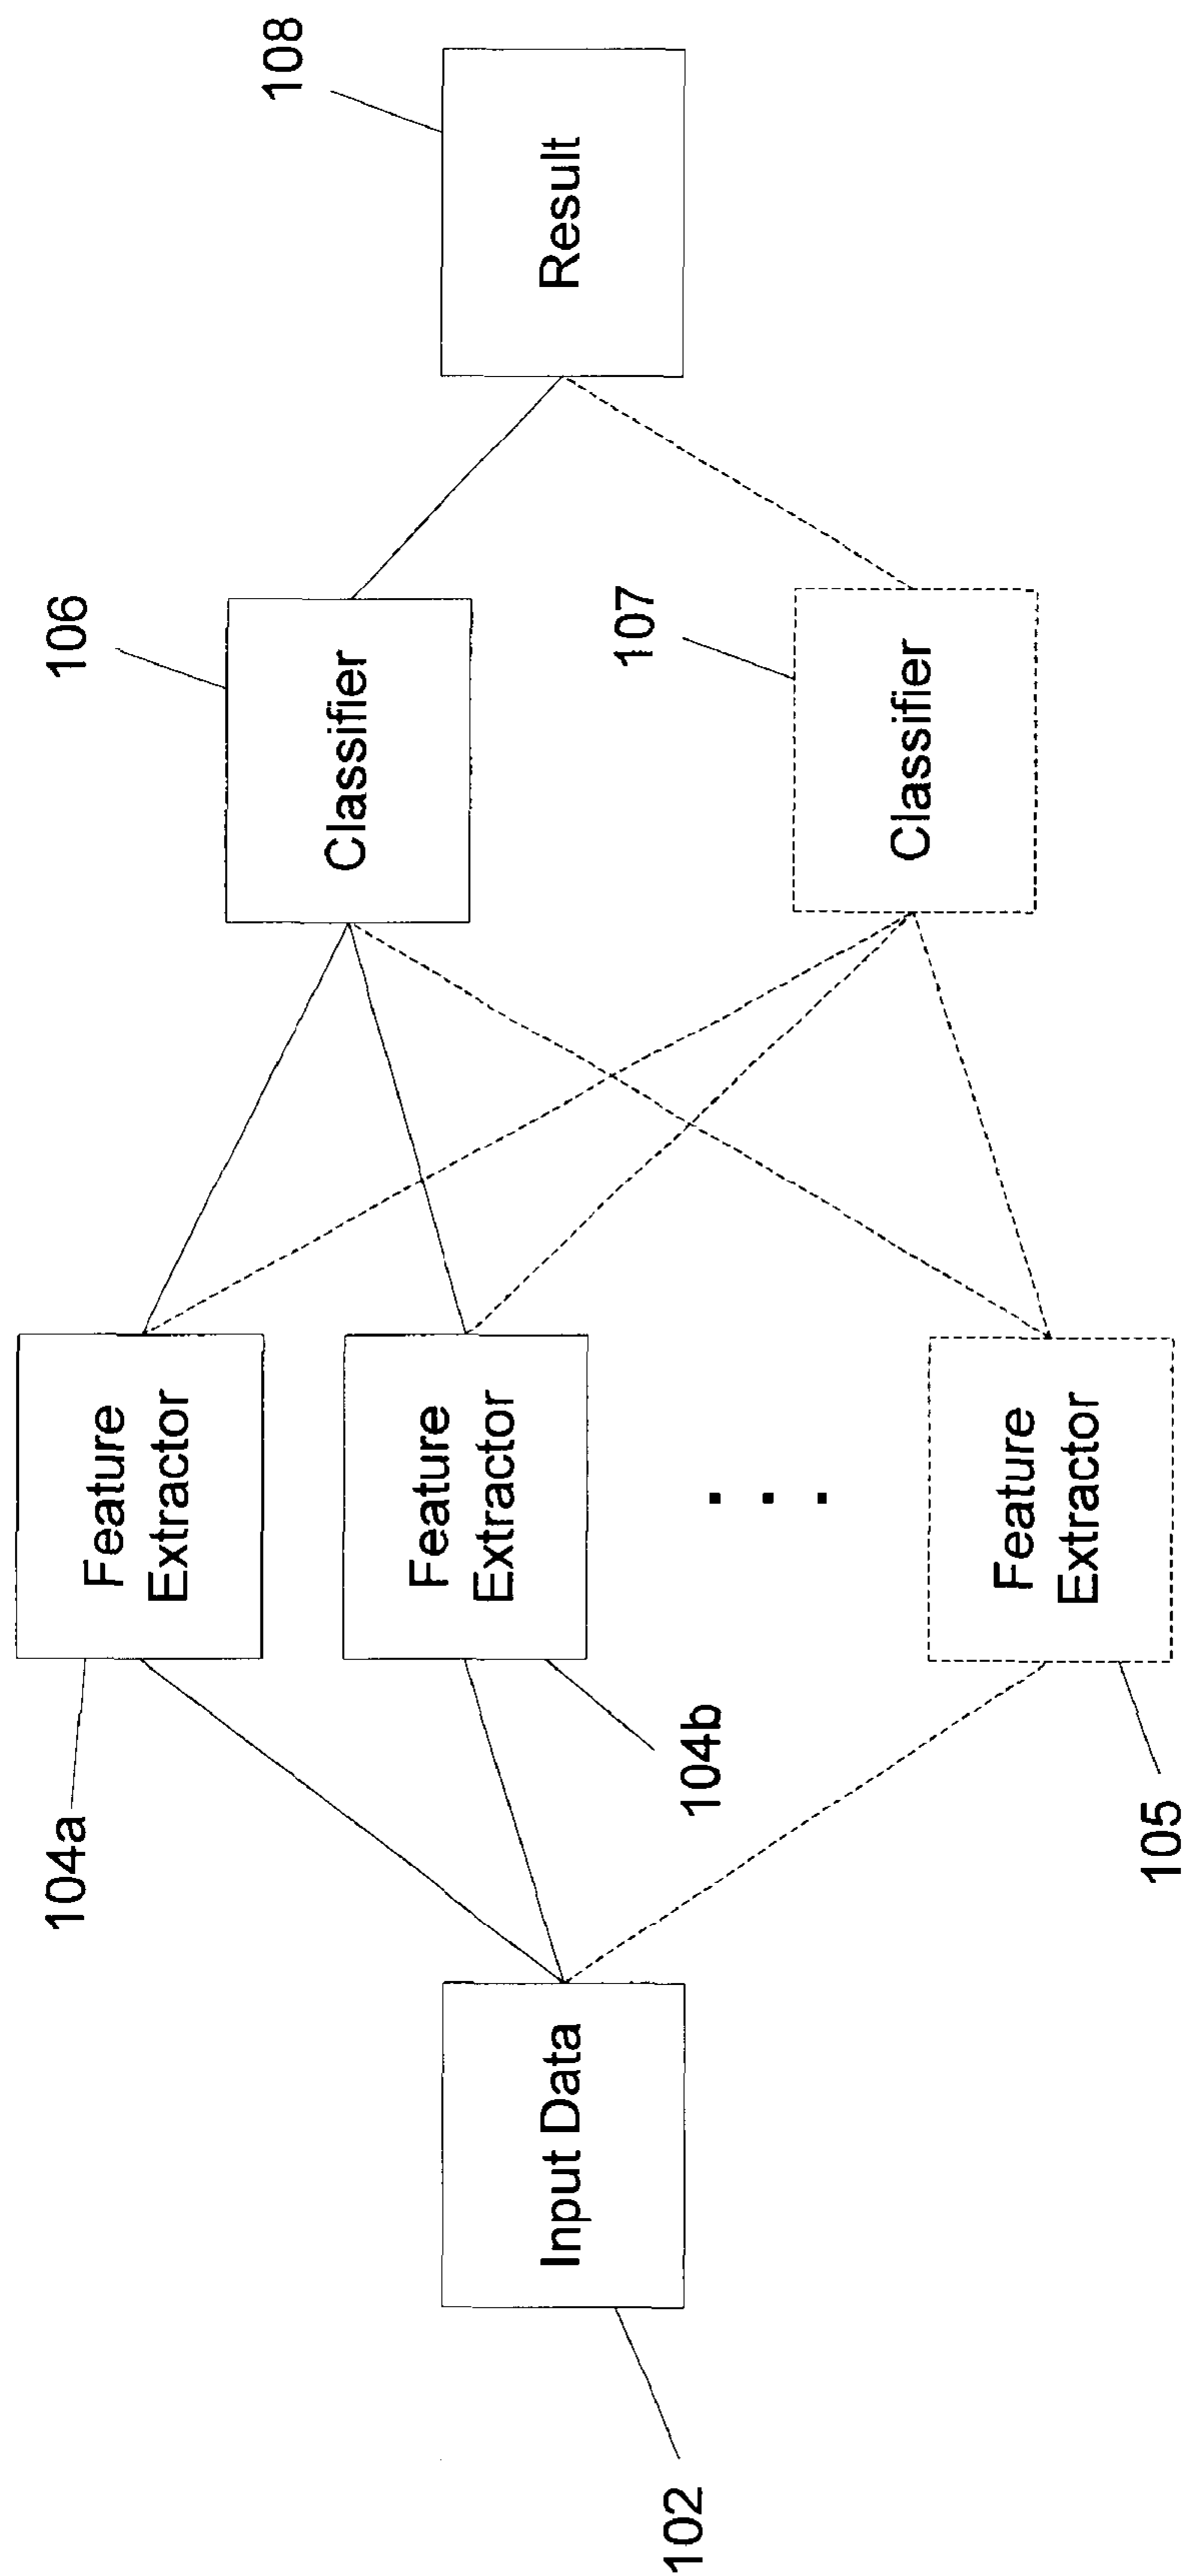 102
Input Data
104a
Feature
Extractor
104b
Feature
Extractor
. . .
105
Feature
Extractor
106
Classifier
107
Classifier
108
Result